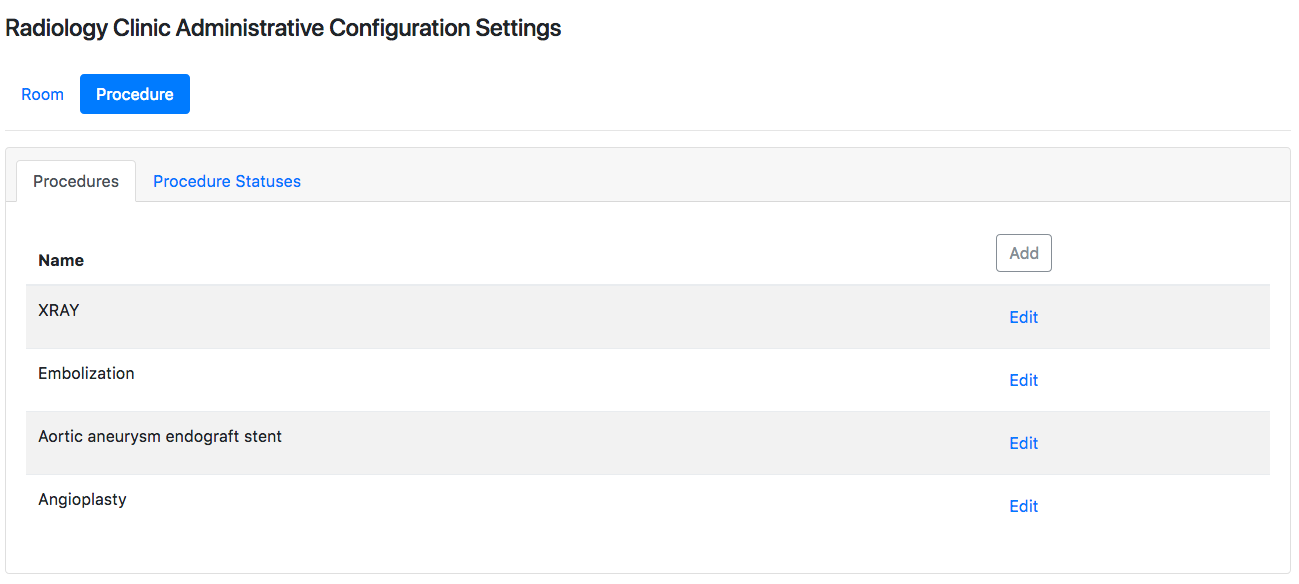 Radiology Clinic Administrative Configuration Settings
Room Procedure
Procedures Procedure Statuses
Name Add
XRAY Edit
Embolization Edit
Aortic aneurysm endograft stent Edit
Angioplasty Edit